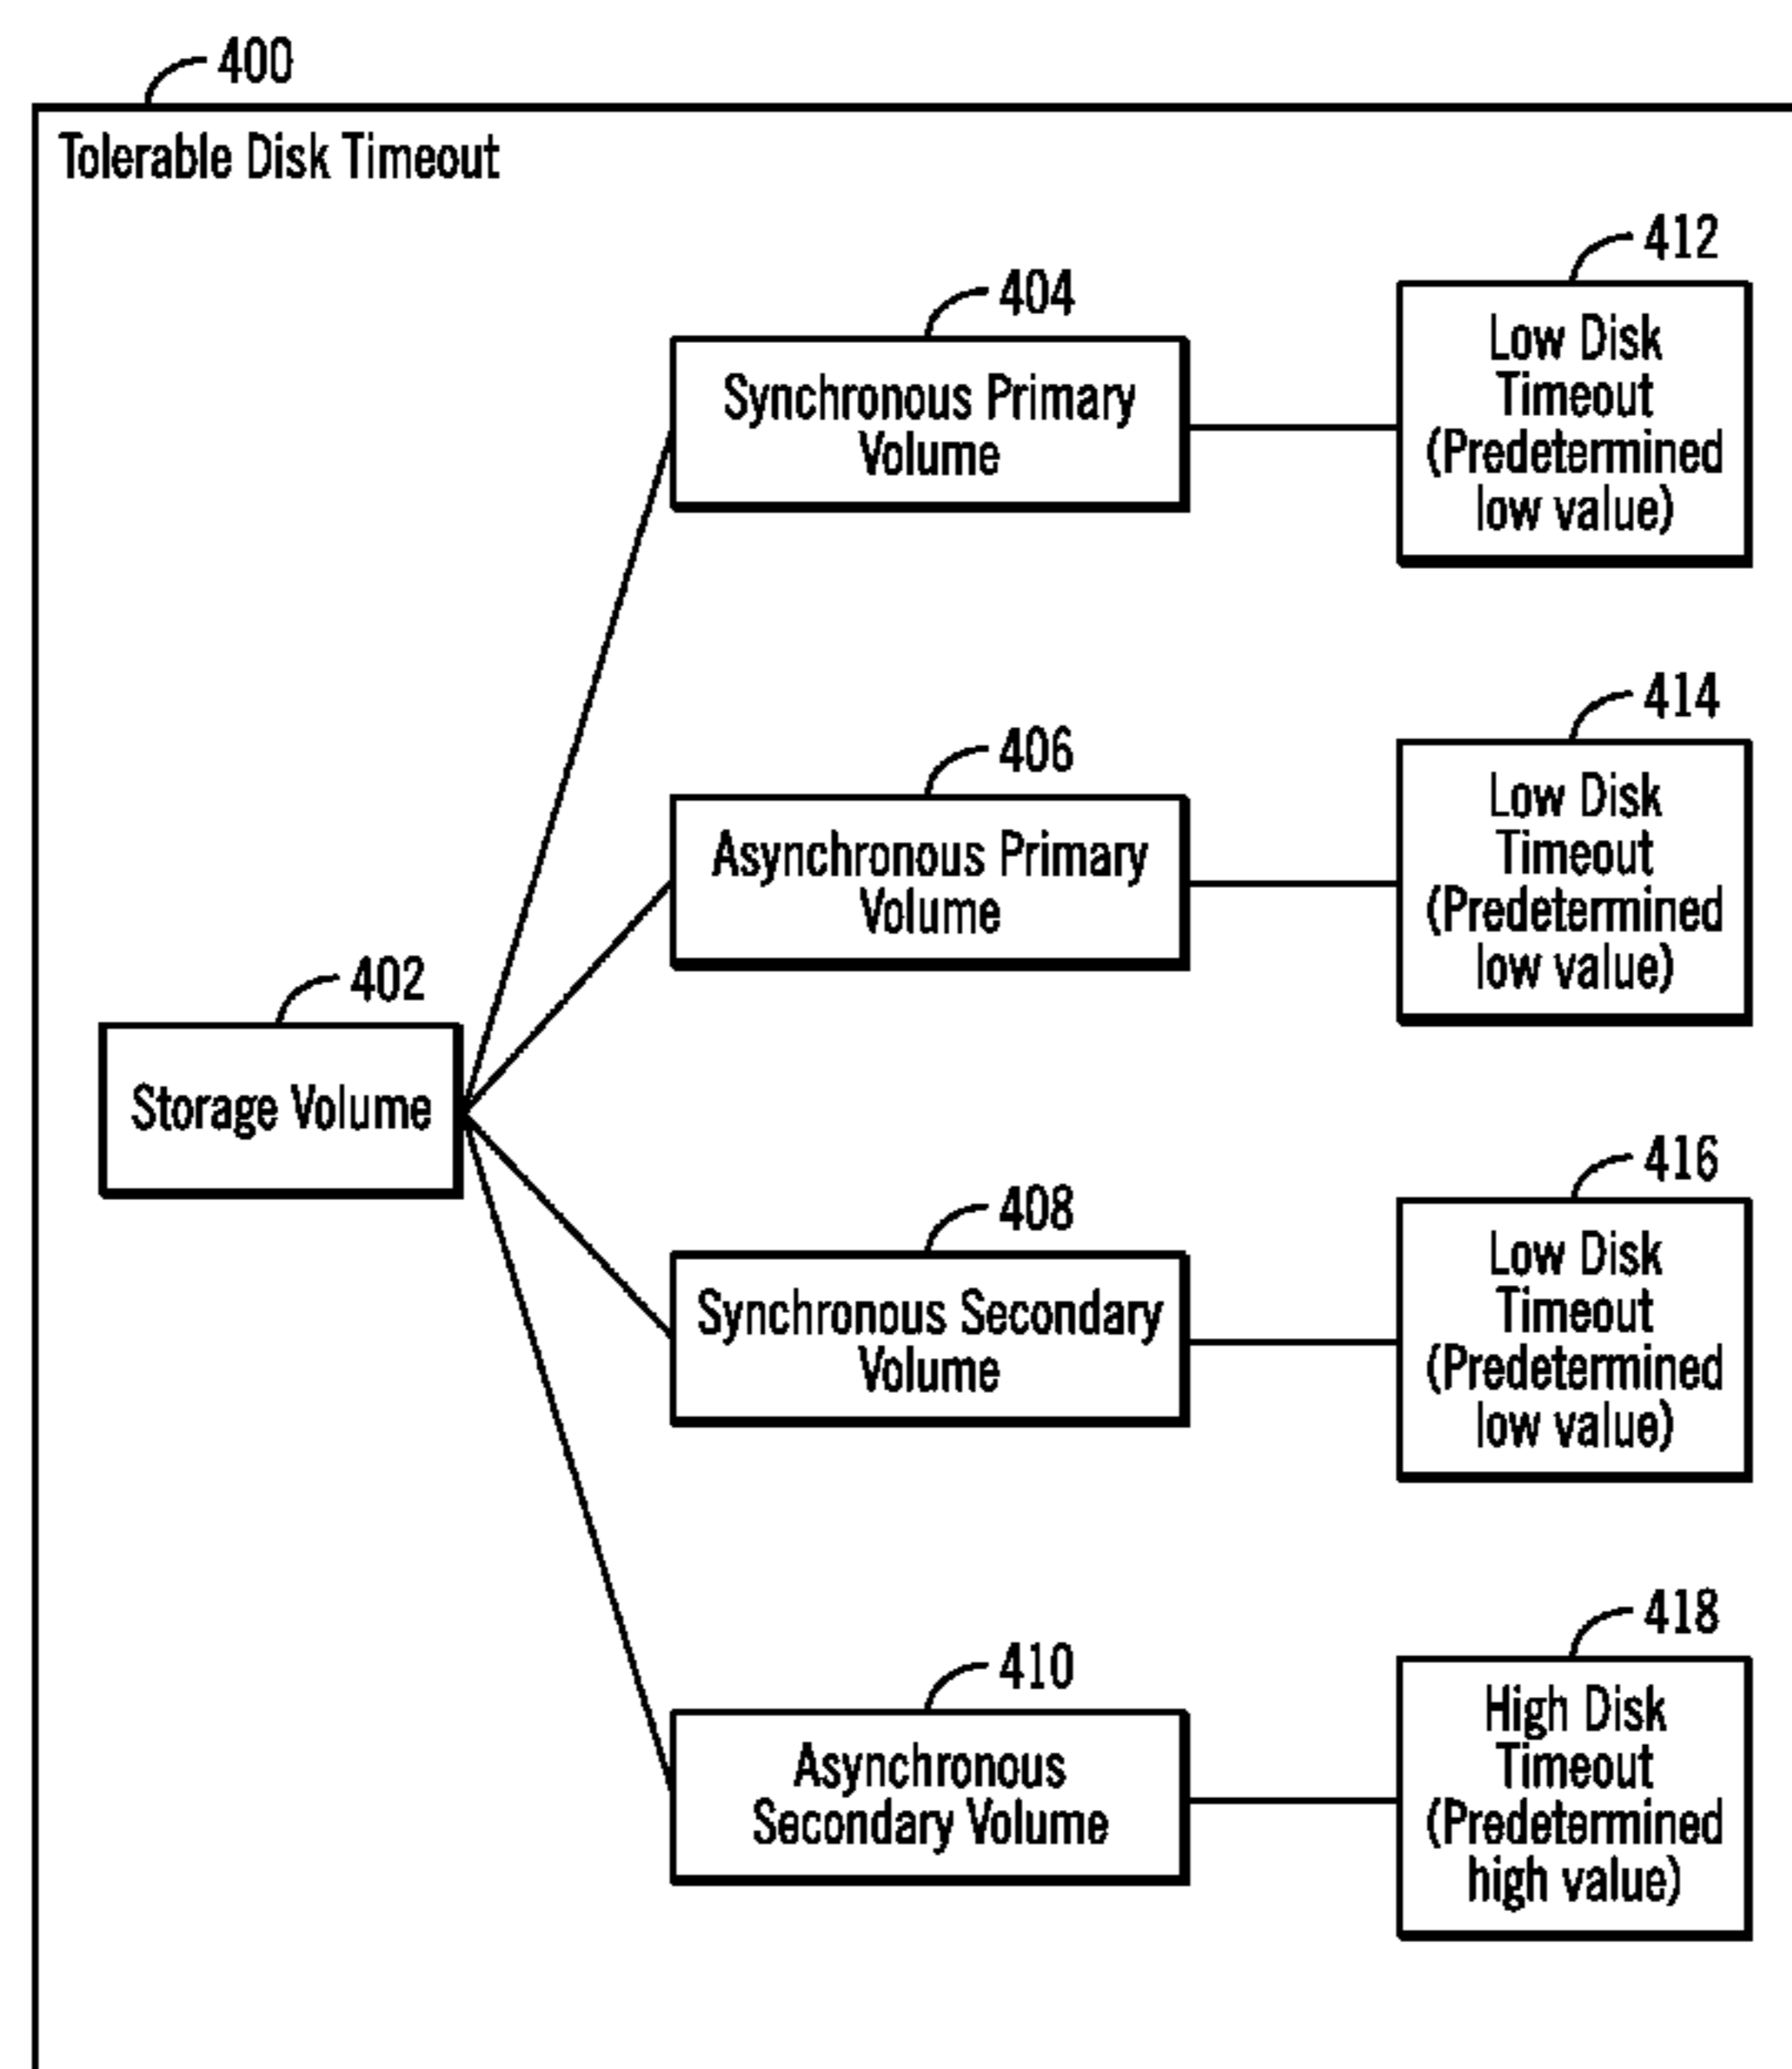 400
Tolerable Disk Timeout
412
Low Disk
Timeout
(Predetermined
low value)
404
Synchronous Primary
Volume
414
Low Disk
Timeout
(Predetermined
low value)
406
Asynchronous Primary
Volume
402
Storage Volume
416
Low Disk
Timeout
(Predetermined
low value)
408
Synchronous Secondary
Volume
418
High Disk
Timeout
(Predetermined
high value)
410
Asynchronous
Secondary Volume